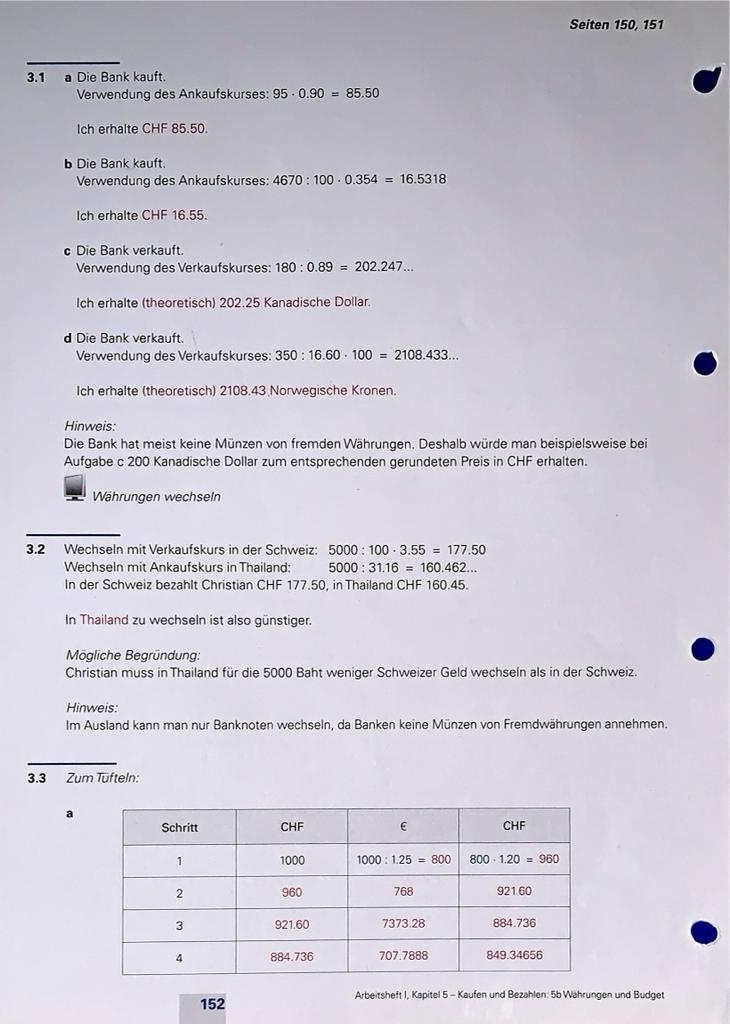 Seiten 150, 151
3.1 a Die Bank kauft.
Verwendung des Ankaufskurses: 95 · 0.90 = 85.50
Ich erhalte CHF 85.50.
b Die Bank kauft.
Verwendung des Ankaufskurses: 4670 : 100 · 0.354 = 16.5318
Ich erhalte CHF 16.55.
c Die Bank verkauft.
Verwendung des Verkaufskurses: 180 : 0.89 = 202.247...
Ich erhalte (theoretisch) 202.25 Kanadische Dollar.
d Die Bank verkauft.
Verwendung des Verkaufskurses: 350 : 16.60 · 100 = 2108.433...
Ich erhalte (theoretisch) 2108.43 Norwegische Kronen.
Hinweis:
Die Bank hat meist keine Münzen von fremden Währungen. Deshalb würde man beispielsweise bei
Aufgabe c 200 Kanadische Dollar zum entsprechenden gerundeten Preis in CHF erhalten.
Währungen wechseln
3.2 Wechseln mit Verkaufskurs in der Schweiz: 5000 : 100 · 3.55 = 177.50
Wechseln mit Ankaufskurs in Thailand: 5000 : 31.16 = 160.462...
In der Schweiz bezahlt Christian CHF 177.50, in Thailand CHF 160.45.
In Thailand zu wechseln ist also günstiger.
Mögliche Begründung:
Christian muss in Thailand für die 5000 Baht weniger Schweizer Geld wechseln als in der Schweiz.
Hinweis:
Im Ausland kann man nur Banknoten wechseln, da Banken keine Münzen von Fremdwährungen annehmen.
3.3 Zum Tüfteln:
a
Schritt CHF € CHF
1 1000 1000 : 1.25 = 800 800 · 1.20 = 960
2 960 768 921.60
3 921.60 7373.28 884.736
4 884.736 707.7888 849.34656
152 Arbeitsheft I, Kapitel 5 – Kaufen und Bezahlen: 5b Währungen und Budget